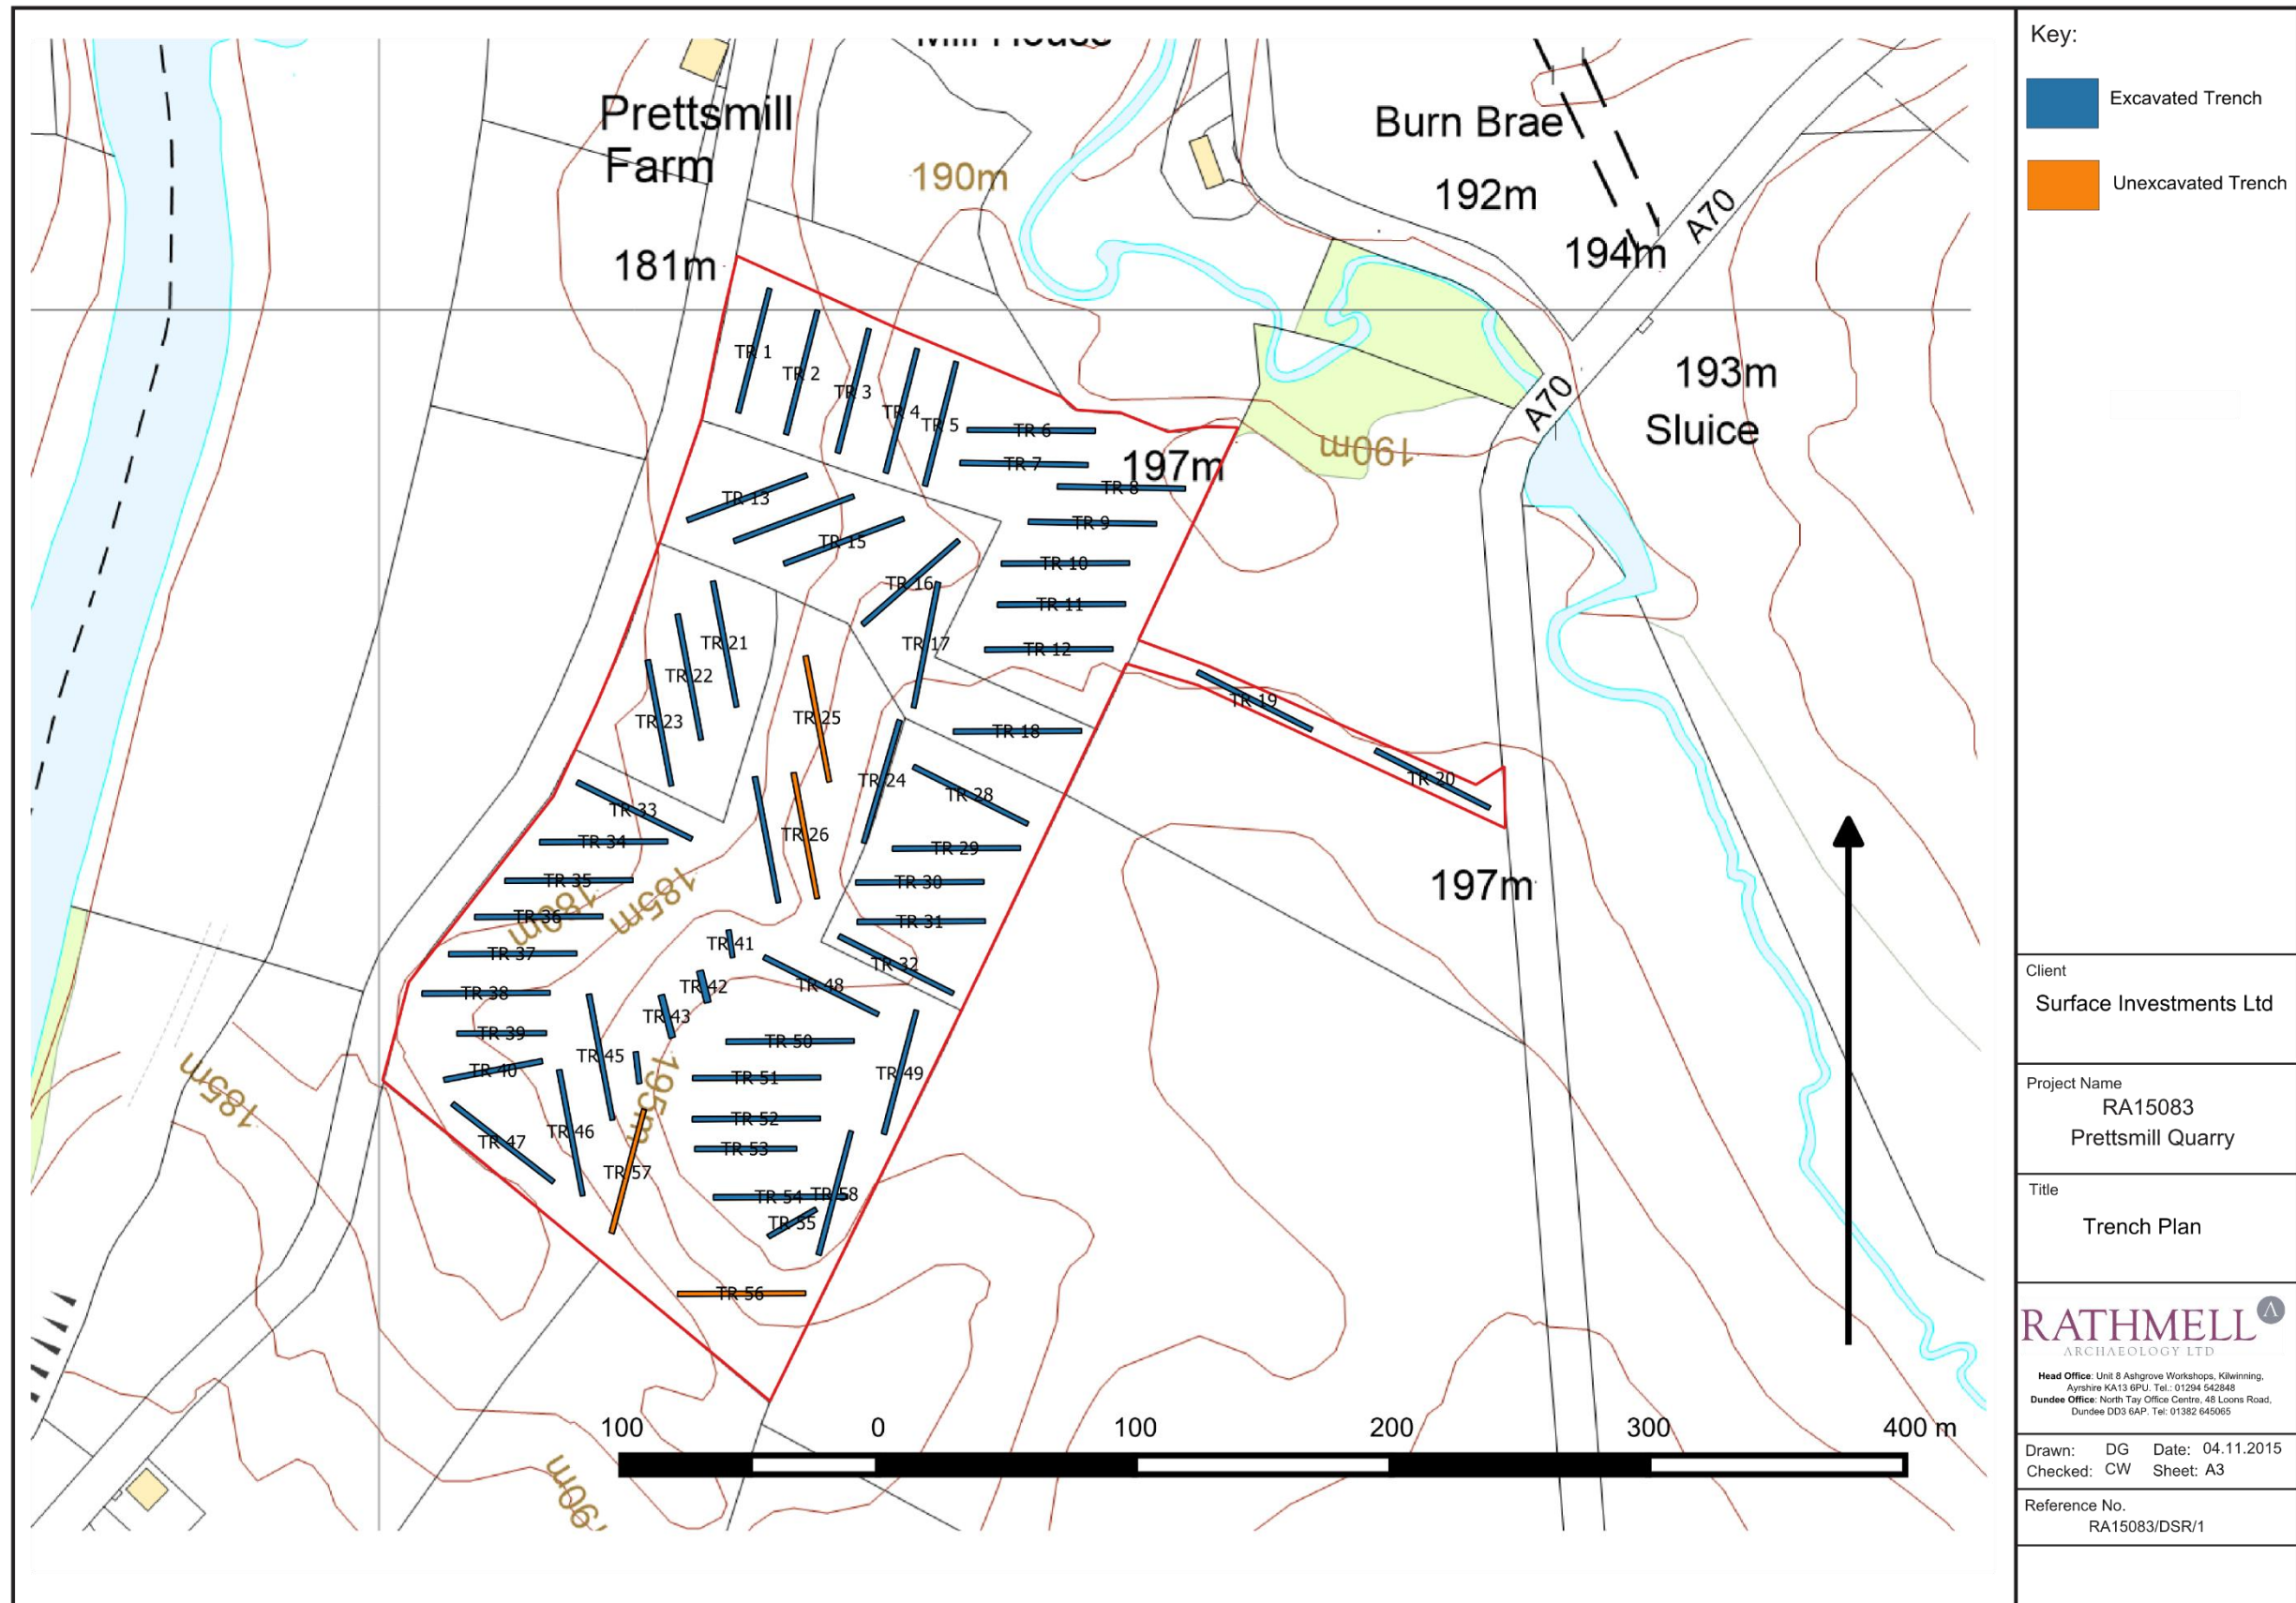 Mill House
Prettsmill
Farm
181m
190m
Burn Brae
192m
194m
A70
A70
193m
Sluice
190m
197m
197m
180m
185m
185m
195m
190m
TR 1
TR 2
TR 3
TR 4
TR 5
TR 6
TR 7
TR 8
TR 9
TR 10
TR 11
TR 12
TR 13
TR 15
TR 16
TR 17
TR 18
TR 19
TR 20
TR 21
TR 22
TR 23
TR 24
TR 25
TR 26
TR 28
TR 29
TR 30
TR 31
TR 32
TR 33
TR 34
TR 35
TR 36
TR 37
TR 38
TR 39
TR 40
TR 41
TR 42
TR 43
TR 45
TR 46
TR 47
TR 48
TR 49
TR 50
TR 51
TR 52
TR 53
TR 54
TR 58
TR 55
TR 57
TR 56
100 0 100 200 300 400 m
Key:
Excavated Trench
Unexcavated Trench
Client
Surface Investments Ltd
Project Name
RA15083
Prettsmill Quarry
Title
Trench Plan
RATHMELL
ARCHAEOLOGY LTD
Head Office: Unit 8 Ashgrove Workshops, Kilwinning,
Ayrshire KA13 6PU. Tel.: 01294 542848
Dundee Office: North Tay Office Centre, 48 Loons Road,
Dundee DD3 6AP. Tel: 01382 645065
Drawn: DG Date: 04.11.2015
Checked: CW Sheet: A3
Reference No.
RA15083/DSR/1